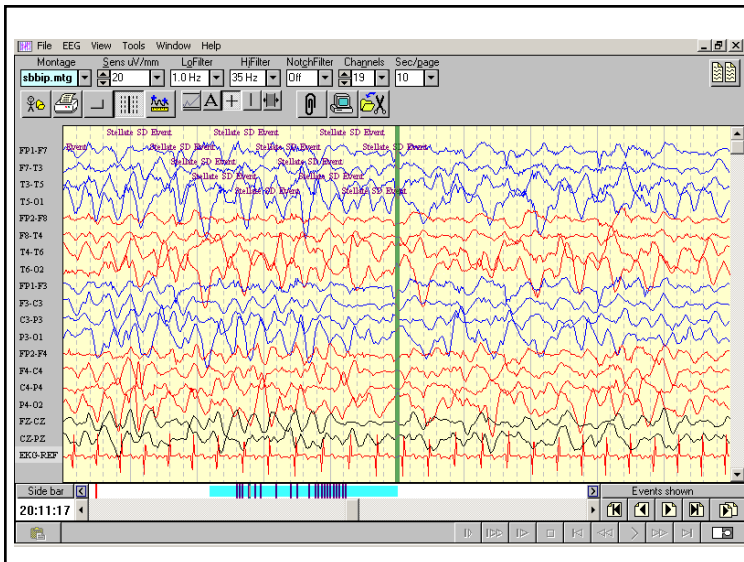 File EEG View Tools Window Help
Montage Sens uV/mm LoFilter HiFilter NotchFilter Channels Sec/page
sbbip.mtg 20 1.0 Hz 35 Hz Off 19 10
A
Stellate SD Event Stellate SD Event Stellate SD Event
FP1-F7 Event Stellate SD Event Stellate SD Event Stellate SD Event
F7-T3 Stellate SD Event Stellate SD Event
Stellate SD Event Stellate SD Event
T3-T5 Stellate SD Event Stellate SD Event
T5-O1
FP2-F8
F8-T4
T4-T6
T6-O2
FP1-F3
F3-C3
C3-P3
P3-O1
FP2-F4
F4-C4
C4-P4
P4-O2
FZ-CZ
CZ-PZ
EKG-REF
Side bar Events shown
20:11:17